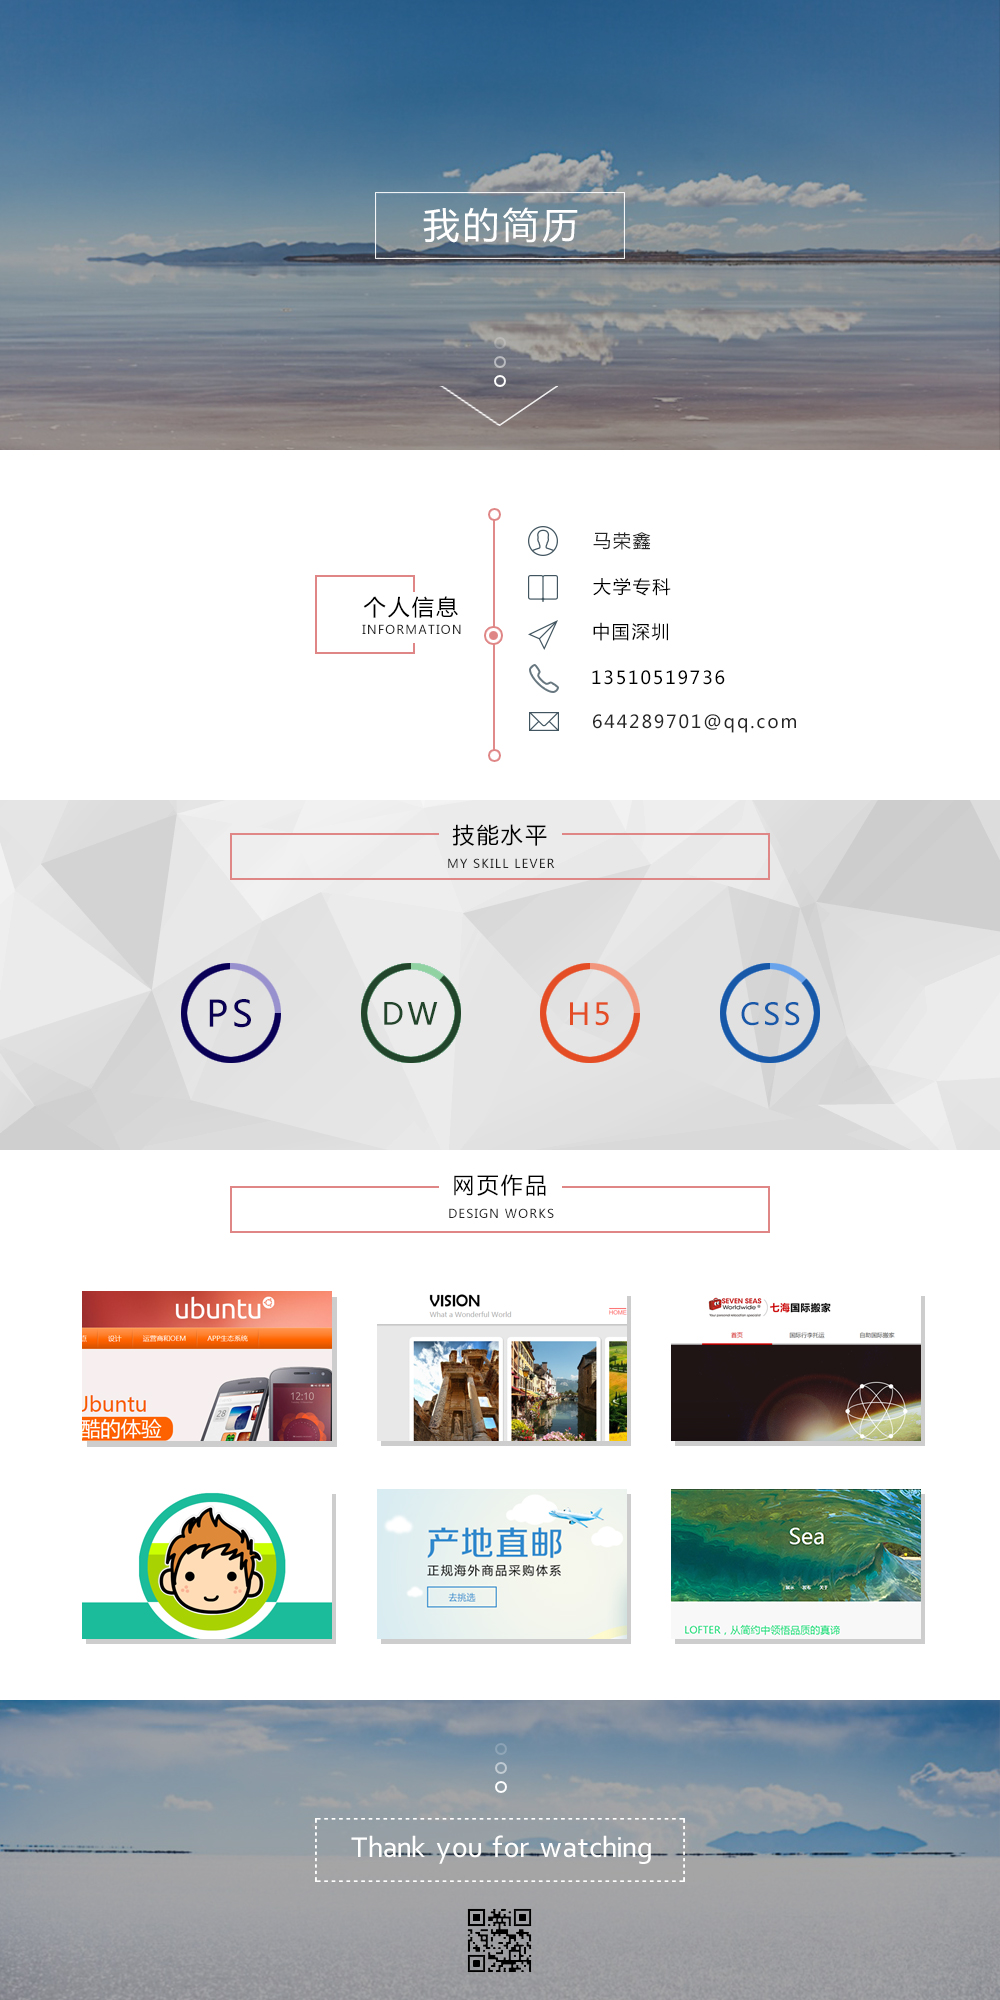 我的简历
个人信息
INFORMATION
马荣鑫
大学专科
中国深圳
13510519736
644289701@qq.com
技能水平
MY SKILL LEVER
PS
DW
H5
CSS
网页作品
DESIGN WORKS
ubuntu
设计 运营商和OEM APP生态系统
Ubuntu
酷的体验
12:10
VISION
What a Wonderful World
HOME
SEVEN SEAS
Worldwide
七海国际搬家
首页 国际行李托运 自助国际搬家
产地直邮
正规海外商品采购体系
去挑选
Sea
LOFTER，从简约中领悟品质的真谛
Thank you for watching